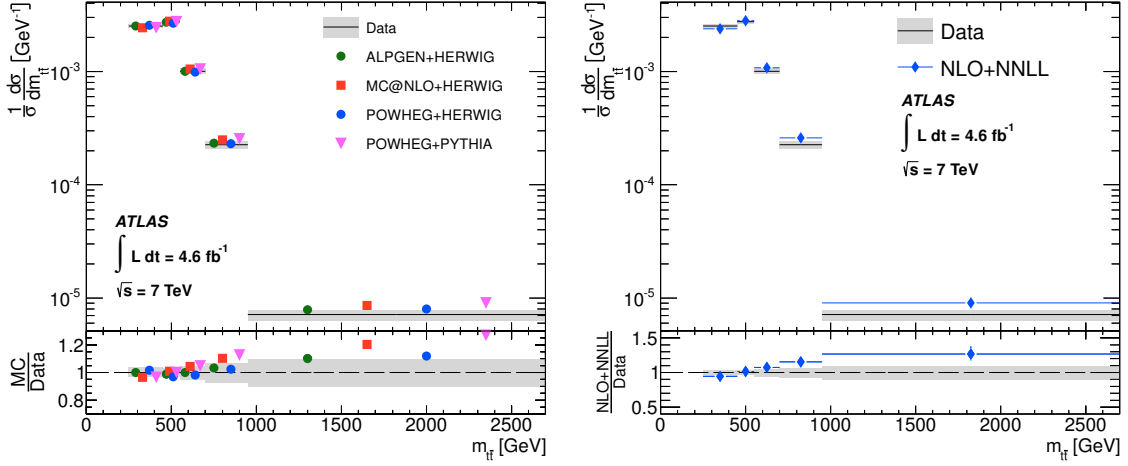 1/σ dσ/dm_tt̄ [GeV⁻¹]
10⁻³
10⁻⁴
10⁻⁵
Data
ALPGEN+HERWIG
MC@NLO+HERWIG
POWHEG+HERWIG
POWHEG+PYTHIA
ATLAS
∫ L dt = 4.6 fb⁻¹
√s = 7 TeV
MC
Data
1.2
1
0.8
0 500 1000 1500 2000 2500
m_tt̄ [GeV]
1/σ dσ/dm_tt̄ [GeV⁻¹]
10⁻³
10⁻⁴
10⁻⁵
Data
NLO+NNLL
ATLAS
∫ L dt = 4.6 fb⁻¹
√s = 7 TeV
NLO+NNLL
Data
1.5
1
0.5
0 500 1000 1500 2000 2500
m_tt̄ [GeV]